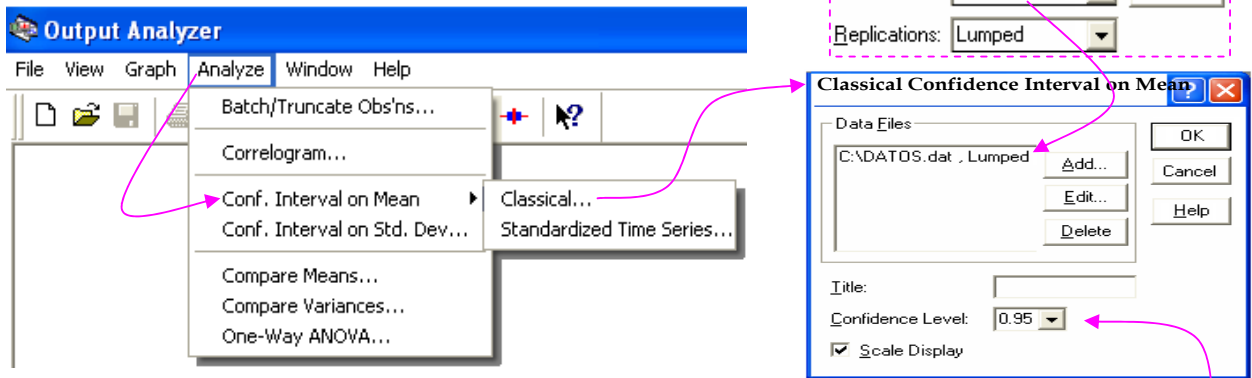 Output Analyzer
File View Graph Analyze Window Help
Batch/Truncate Obs'ns...
Correlogram...
Conf. Interval on Mean
Conf. Interval on Std. Dev...
Compare Means...
Compare Variances...
One-Way ANOVA...
Classical...
Standardized Time Series...
Replications: Lumped
Classical Confidence Interval on Mean
Data Files
C:\DATOS.dat , Lumped
Add...
Edit...
Delete
OK
Cancel
Help
Title:
Confidence Level: 0.95
Scale Display